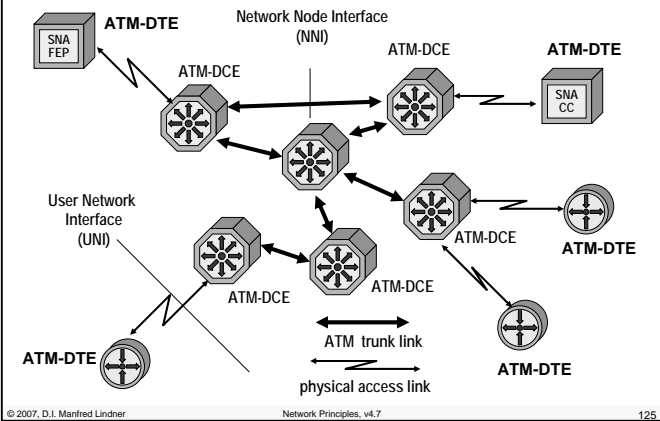 Network Node Interface
(NNI)
ATM-DTE
SNA
FEP
ATM-DCE
ATM-DCE
ATM-DTE
SNA
CC
User Network
Interface
(UNI)
ATM-DCE
ATM-DTE
ATM-DCE
ATM-DCE
ATM trunk link
ATM-DTE
ATM-DTE
physical access link
© 2007, D.I. Manfred Lindner
Network Principles, v4.7
125